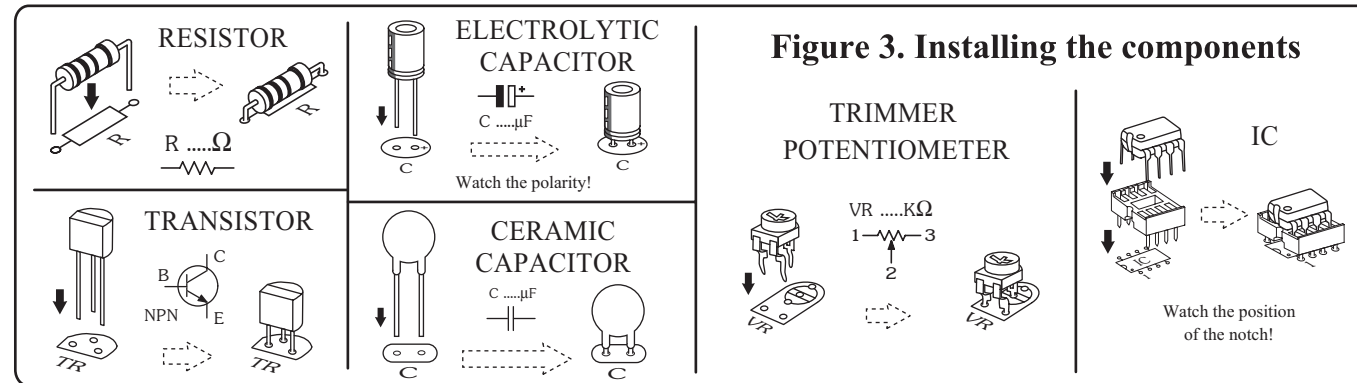 Figure 3. Installing the components
RESISTOR
R
R
R .....Ω
TRANSISTOR
B
C
E
NPN
TR
TR
ELECTROLYTIC
CAPACITOR
+
C .....µF
+
C
+
C
Watch the polarity!
CERAMIC
CAPACITOR
C .....µF
C
C
TRIMMER
POTENTIOMETER
VR .....KΩ
1
3
2
VR
VR
IC
IC
Watch the position
of the notch!